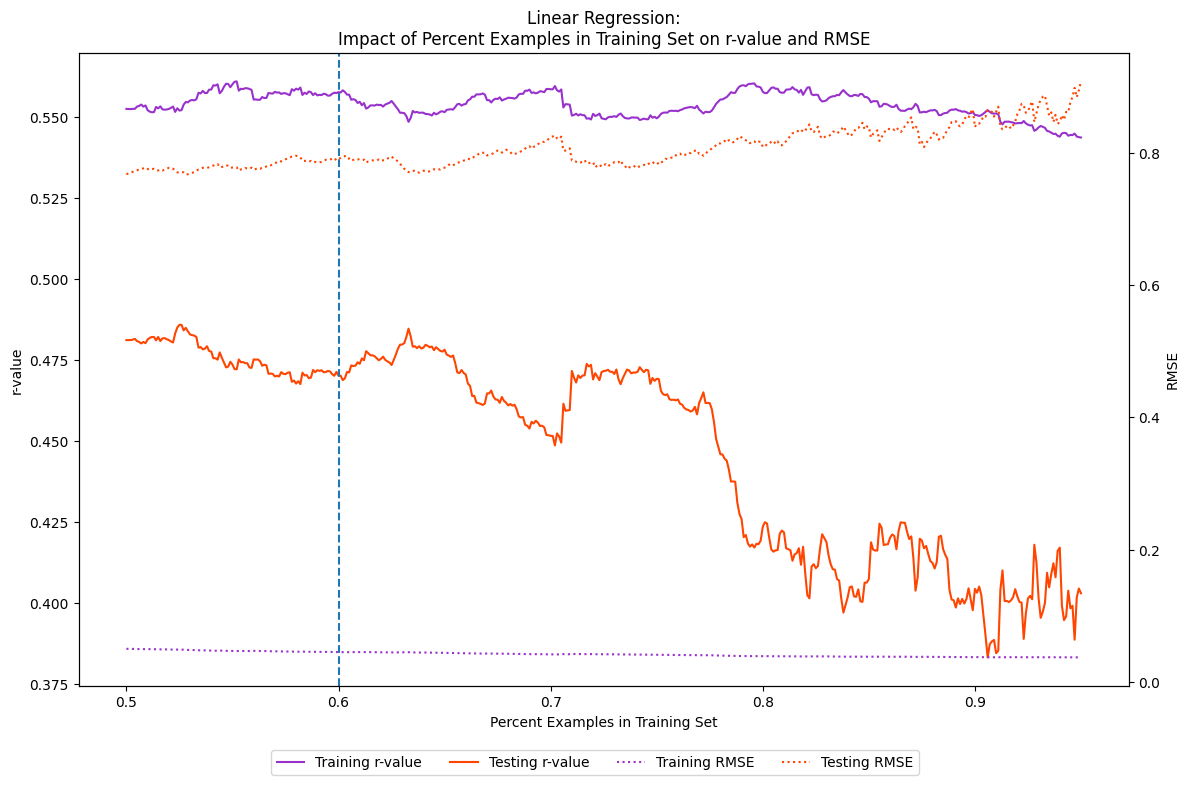 Linear Regression:
Impact of Percent Examples in Training Set on r-value and RMSE
r-value
0.550
0.525
0.500
0.475
0.450
0.425
0.400
0.375
0.8
0.6
0.4
0.2
0.0
RMSE
0.5 0.6 0.7 0.8 0.9
Percent Examples in Training Set
Training r-value Testing r-value Training RMSE Testing RMSE